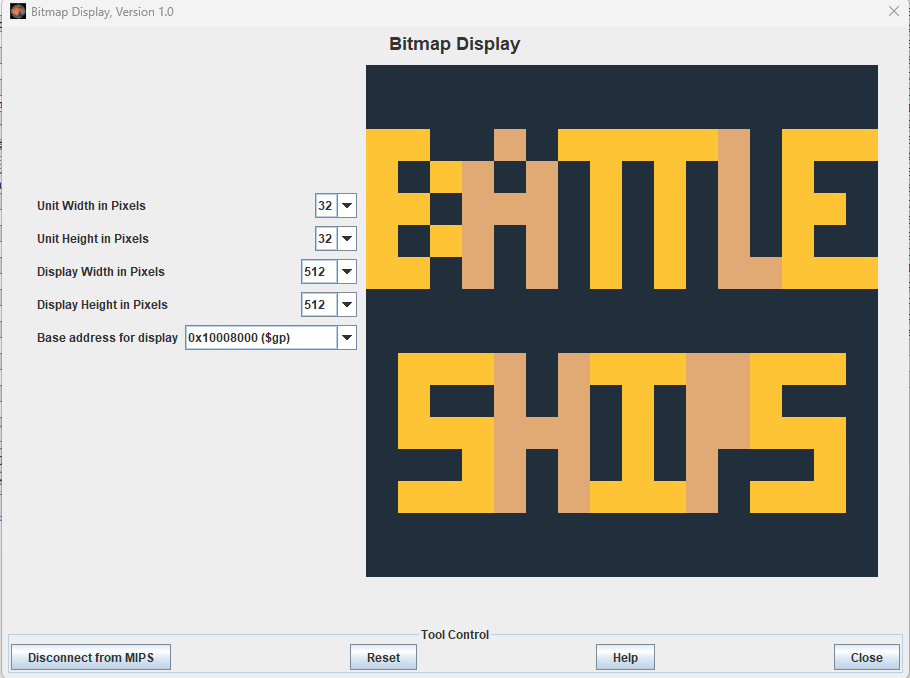 Bitmap Display, Version 1.0
Bitmap Display
BATTLE
SHIPS
Unit Width in Pixels 32
Unit Height in Pixels 32
Display Width in Pixels 512
Display Height in Pixels 512
Base address for display 0x10008000 ($gp)
Tool Control
Disconnect from MIPS Reset Help Close